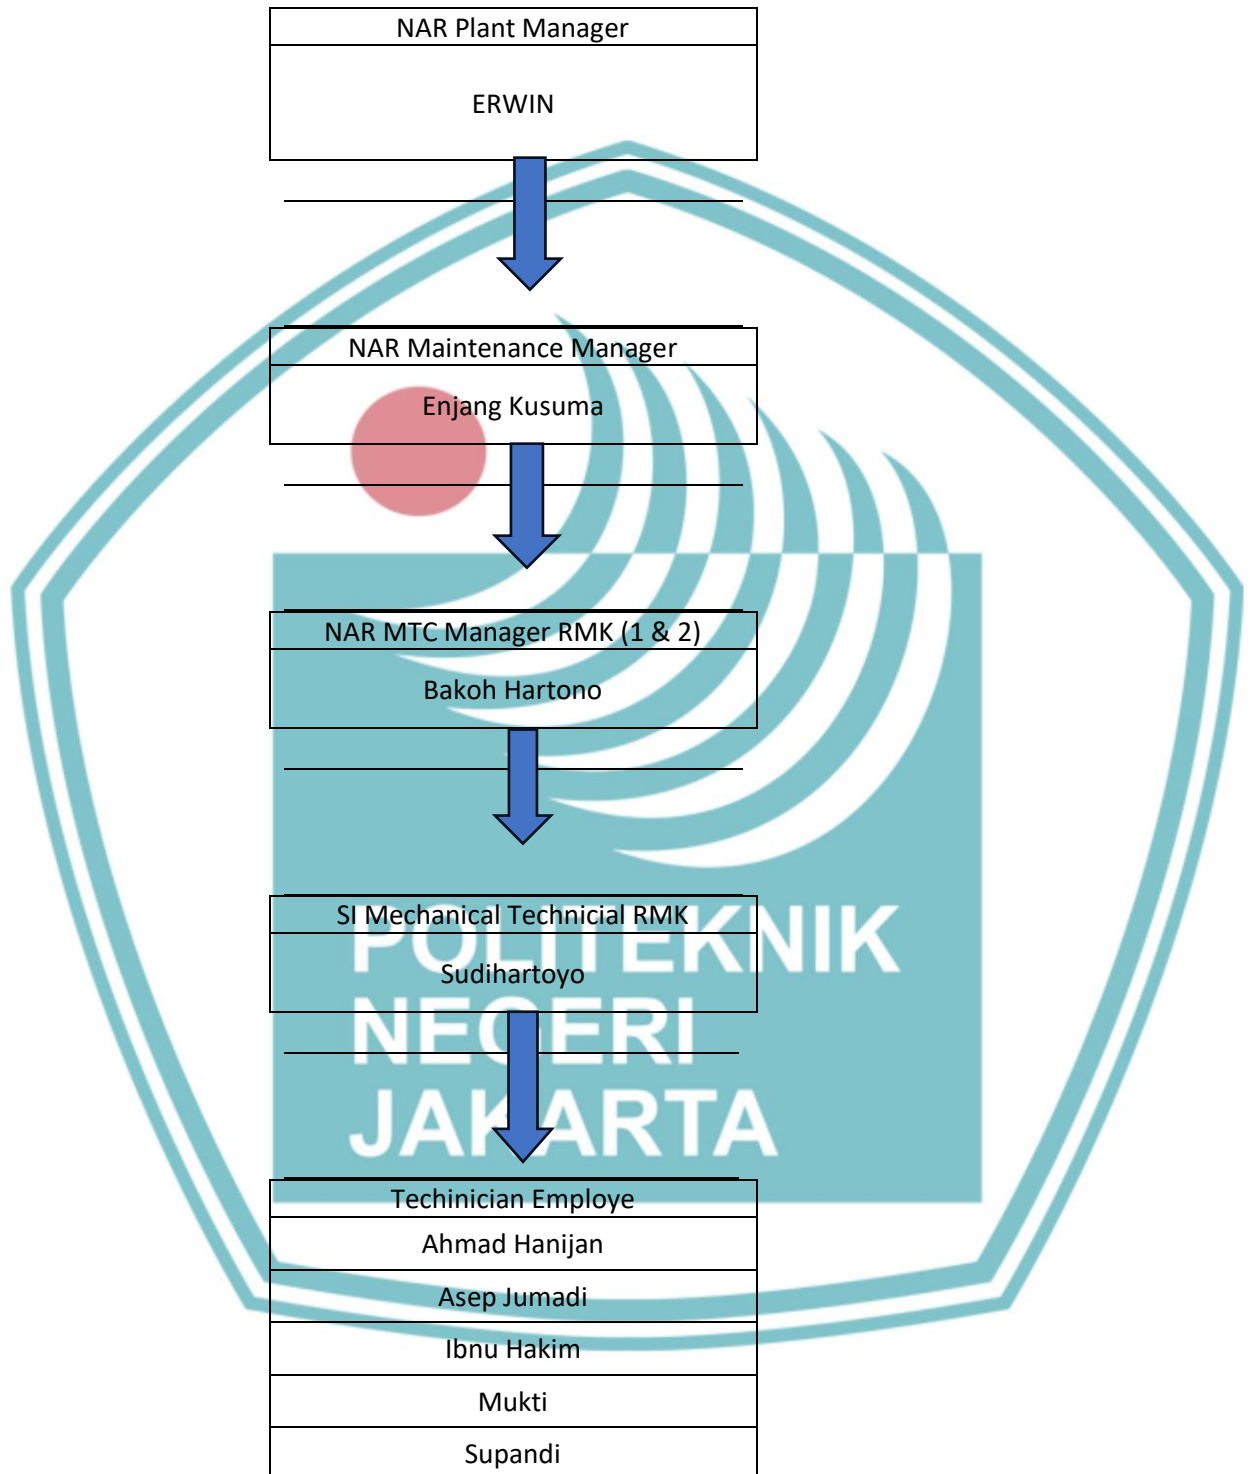 NAR Plant Manager
ERWIN
NAR Maintenance Manager
Enjang Kusuma
NAR MTC Manager RMK (1 & 2)
Bakoh Hartono
SI Mechanical Technicial RMK
Sudihartoyo
POLITEKNIK
NEGERI
JAKARTA
Techinician Employe
Ahmad Hanijan
Asep Jumadi
Ibnu Hakim
Mukti
Supandi